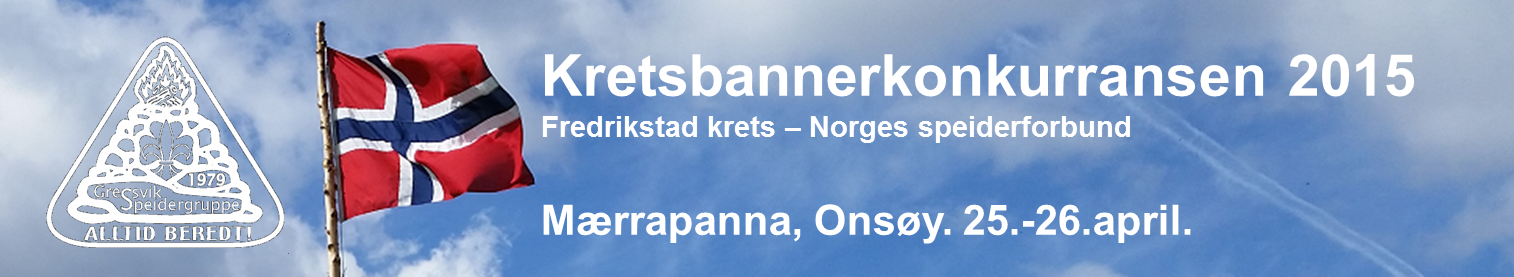 Kretsbannerkonkurransen 2015
Fredrikstad krets – Norges speiderforbund
Mærrapanna, Onsøy. 25.-26.april.
1979
Gressvik
Speidergruppe
ALLTID BEREDT!